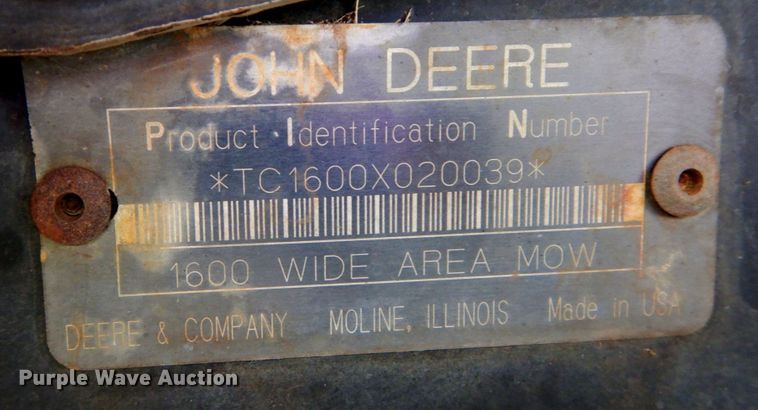 JOHN DEERE
Product Identification Number
*TC1600X020039*
1600 WIDE AREA MOW
DEERE & COMPANY MOLINE, ILLINOIS Made in USA
Purple Wave Auction